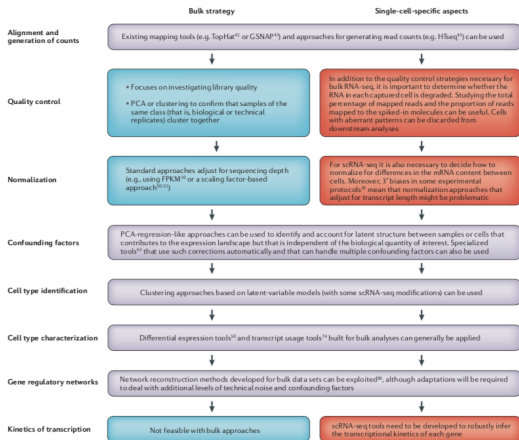 Bulk strategy
Single-cell-specific aspects
Alignment and
generation of counts
Existing mapping tools (e.g. TopHat⁴² or GSNAP⁴³) and approaches for generating read counts (e.g. HTseq⁴⁵) can be used
Quality control
• Focuses on investigating library quality
• PCA or clustering to confirm that samples of the
same class (that is, biological or technical
replicates) cluster together
In addition to the quality control strategies necessary for
bulk RNA-seq, it is important to determine whether the
RNA in each captured cell is degraded. Studying the total
percentage of mapped reads and the proportion of reads
mapped to the spiked-in molecules can be useful. Cells
with aberrant patterns can be discarded from
downstream analyses
Normalization
Standard approaches adjust for sequencing depth
(e.g., using FPKM⁵⁰ or a scaling factor-based
approach⁵⁰,⁵¹)
For scRNA-seq it is also necessary to decide how to
normalize for differences in the mRNA content between
cells. Moreover, 3′ biases in some experimental
protocols²⁸ mean that normalization approaches that
adjust for transcript length might be problematic
Confounding factors
PCA-regression-like approaches can be used to identify and account for latent structure between samples or cells that
contributes to the expression landscape but that is independent of the biological quantity of interest. Specialized
tools⁶⁴ that use such corrections automatically and that can handle multiple confounding factors can also be used
Cell type identification
Clustering approaches based on latent-variable models (with some scRNA-seq modifications) can be used
Cell type characterization
Differential expression tools⁵⁰ and transcript usage tools⁷⁸ built for bulk analyses can generally be applied
Gene regulatory networks
Network reconstruction methods developed for bulk data sets can be exploited⁹⁰, although adaptations will be required
to deal with additional levels of technical noise and confounding factors
Kinetics of transcription
Not feasible with bulk approaches
scRNA-seq tools need to be developed to robustly infer
the transcriptional kinetics of each gene